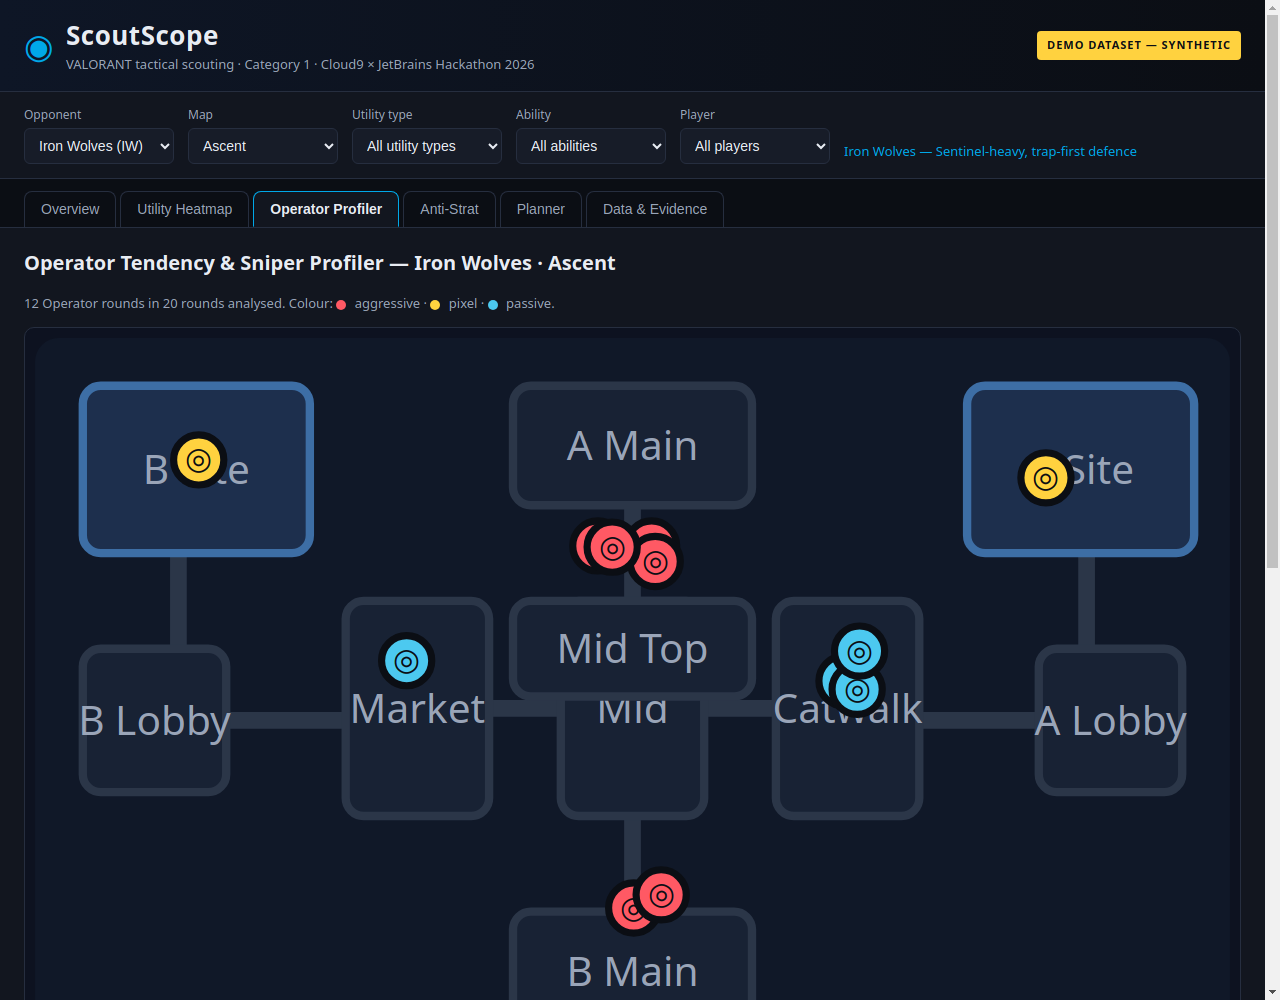 ScoutScope
VALORANT tactical scouting · Category 1 · Cloud9 × JetBrains Hackathon 2026
DEMO DATASET — SYNTHETIC
Opponent
Map
Utility type
Ability
Player
Iron Wolves (IW)
Ascent
All utility types
All abilities
All players
Iron Wolves — Sentinel-heavy, trap-first defence
Overview
Utility Heatmap
Operator Profiler
Anti-Strat
Planner
Data & Evidence
Operator Tendency & Sniper Profiler — Iron Wolves · Ascent
12 Operator rounds in 20 rounds analysed. Colour: aggressive · pixel · passive.
A Main
B
Site
Mid Top
Market
Mid
Catwalk
B Lobby
A Lobby
B Main